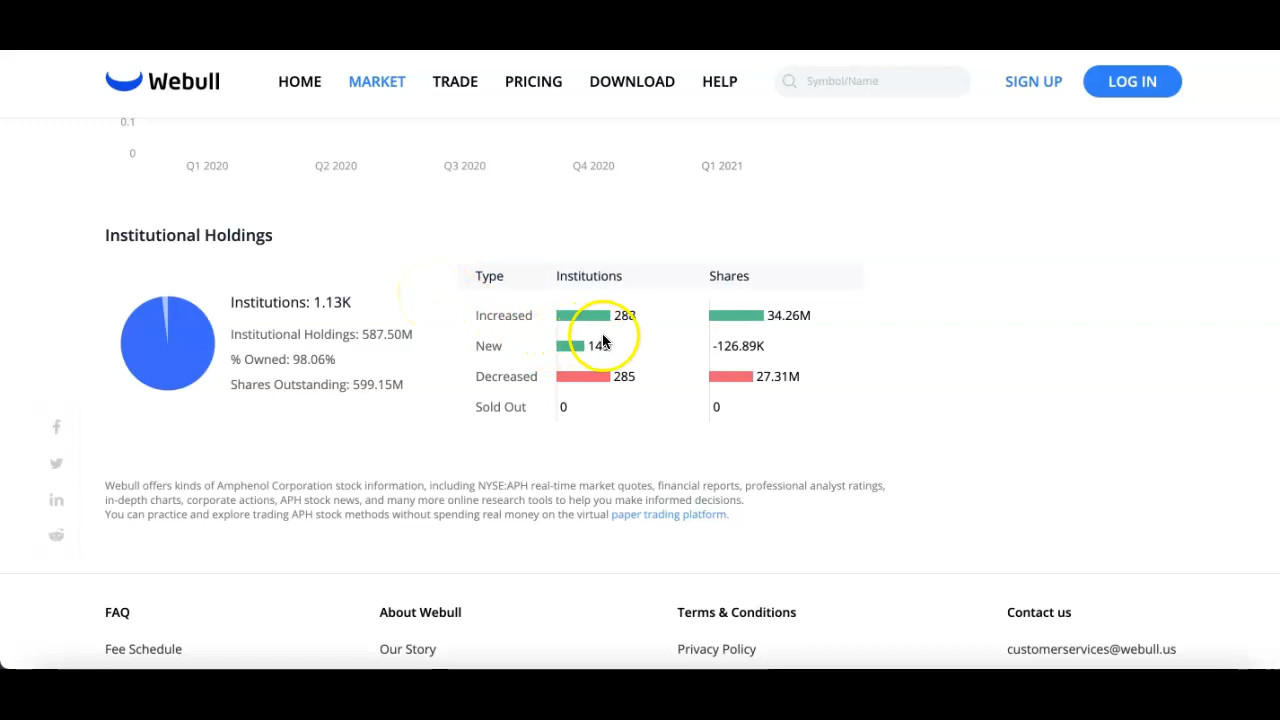 Webull HOME MARKET TRADE PRICING DOWNLOAD HELP Symbol/Name SIGN UP LOG IN
0.1
0
Q1 2020 Q2 2020 Q3 2020 Q4 2020 Q1 2021
Institutional Holdings
Type Institutions Shares
Institutions: 1.13K
Increased 34.26M
Institutional Holdings: 587.50M
New -126.89K
% Owned: 98.06%
Decreased 285 27.31M
Shares Outstanding: 599.15M
Sold Out 0 0
Webull offers kinds of Amphenol Corporation stock information, including NYSE:APH real-time market quotes, financial reports, professional analyst ratings,
in-depth charts, corporate actions, APH stock news, and many more online research tools to help you make informed decisions.
You can practice and explore trading APH stock methods without spending real money on the virtual paper trading platform.
FAQ About Webull Terms & Conditions Contact us
Fee Schedule Our Story Privacy Policy customerservices@webull.us